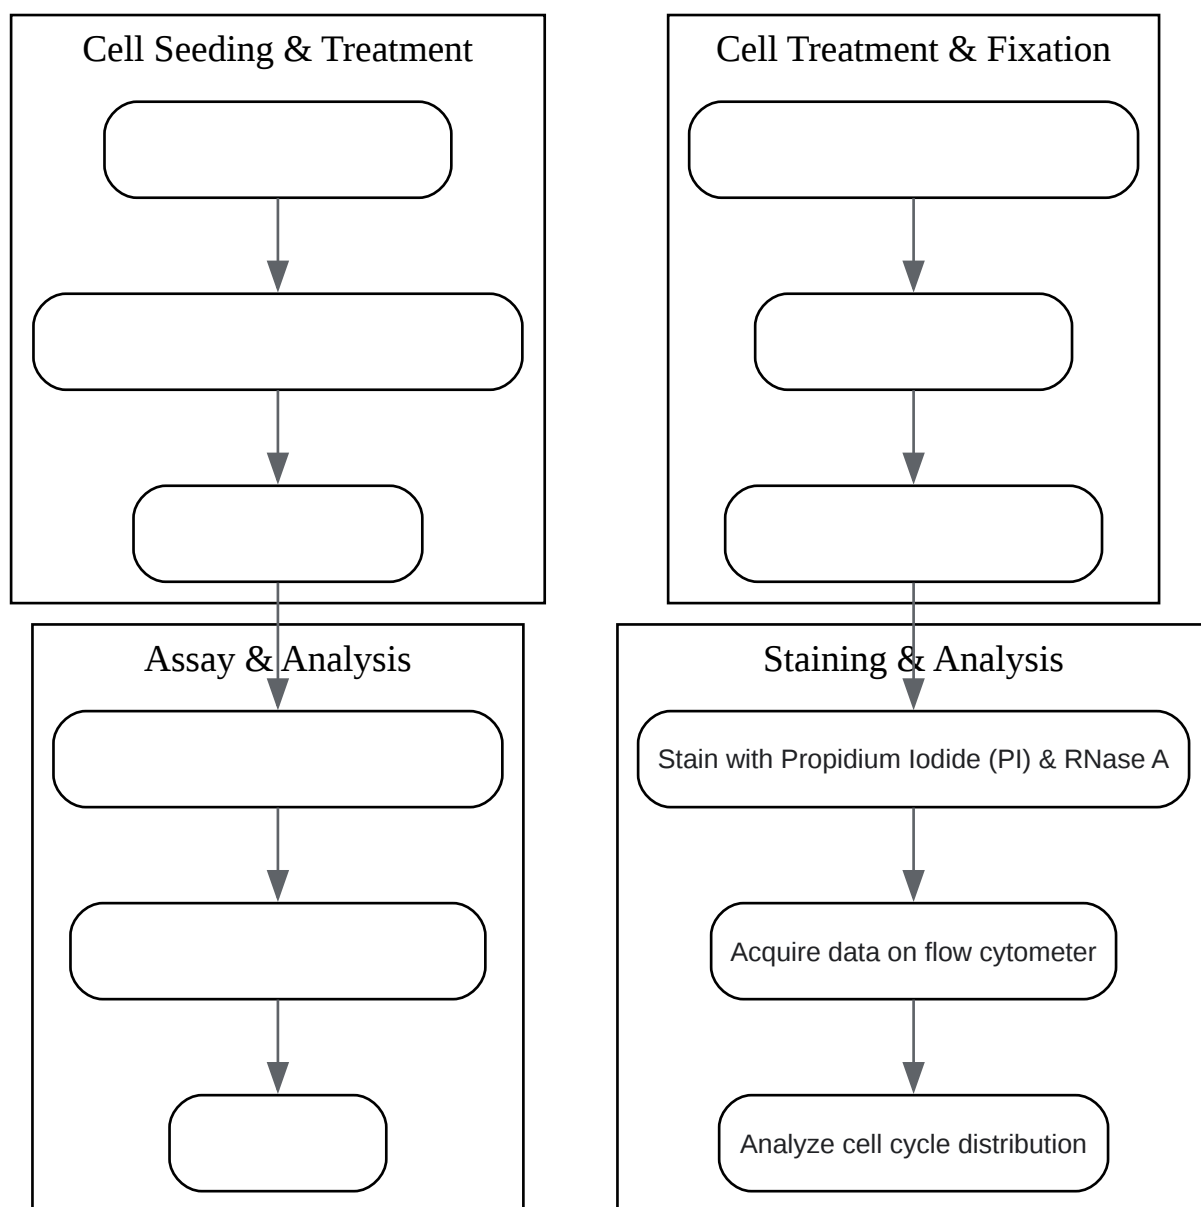 Cell Seeding & Treatment
Cell Treatment & Fixation
Assay & Analysis
Staining & Analysis
Stain with Propidium Iodide (PI) & RNase A
Acquire data on flow cytometer
Analyze cell cycle distribution